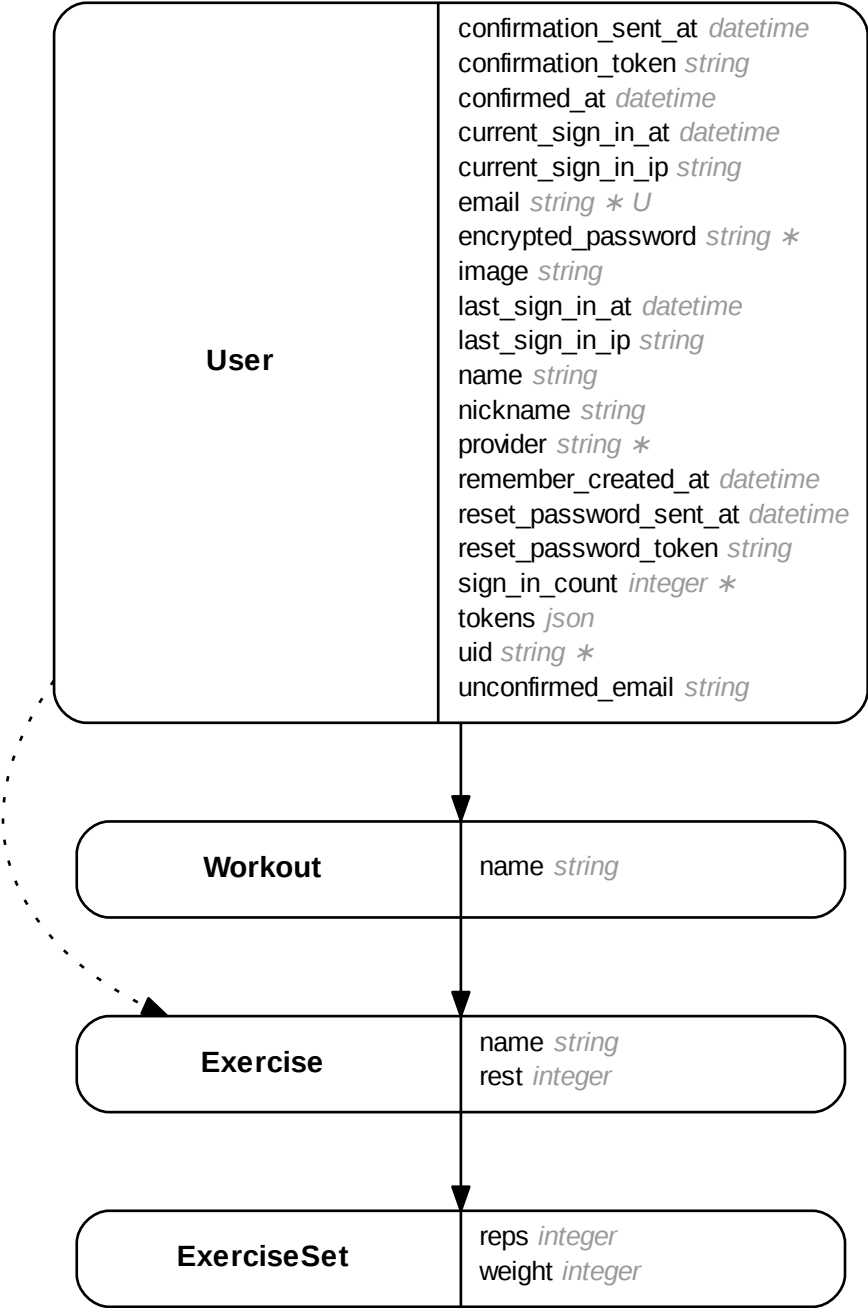 User
confirmation_sent_at datetime
confirmation_token string
confirmed_at datetime
current_sign_in_at datetime
current_sign_in_ip string
email string ∗ U
encrypted_password string ∗
image string
last_sign_in_at datetime
last_sign_in_ip string
name string
nickname string
provider string ∗
remember_created_at datetime
reset_password_sent_at datetime
reset_password_token string
sign_in_count integer ∗
tokens json
uid string ∗
unconfirmed_email string
Workout
name string
Exercise
name string
rest integer
ExerciseSet
reps integer
weight integer